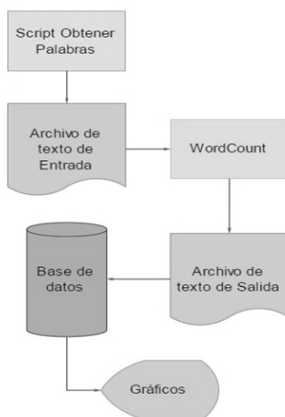 Script Obtener
Palabras
Archivo de
texto de
Entrada
WordCount
Archivo de
texto de Salida
Base de
datos
Gráficos